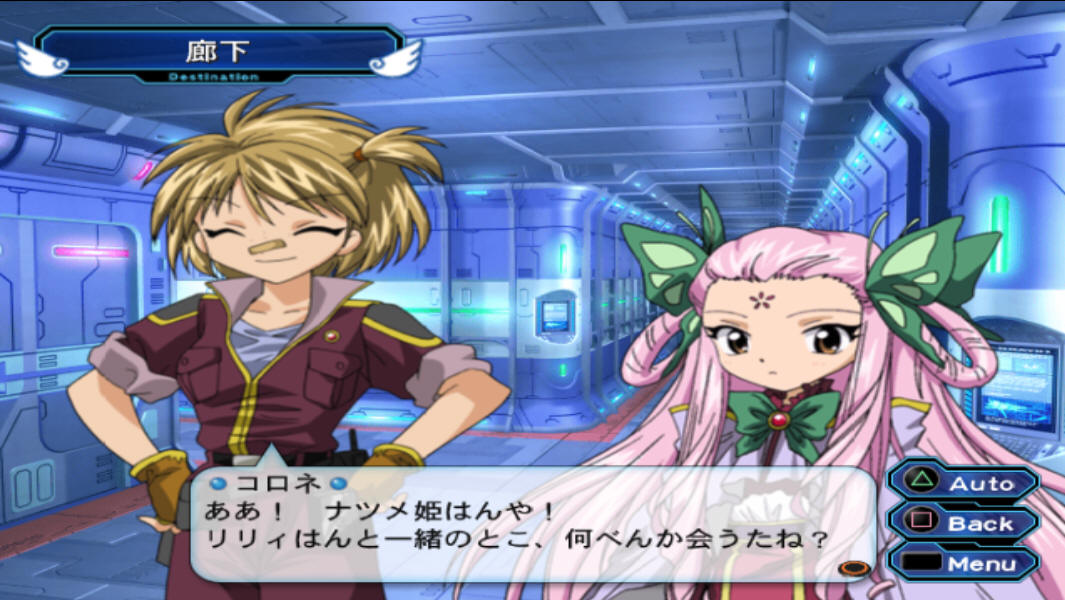 廊下
Destination
コロネ
ああ！　ナツメ姫はんや！
リリィはんと一緒のとこ、何べんか会うたね？
Auto
Back
Menu